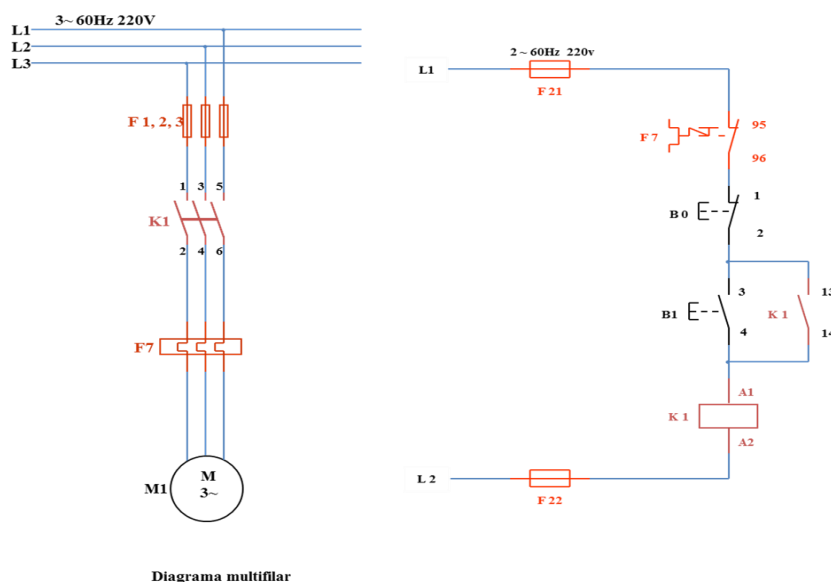 3~ 60Hz 220V
L1
L2
L3
F 1, 2, 3
1 3 5
K1
2 4 6
F7
M1
M
3~
Diagrama multifilar
2 ~ 60Hz 220v
L1
F 21
F 7
95
96
B 0
1
2
B1
3
4
K 1
13
14
K 1
A1
A2
L 2
F 22